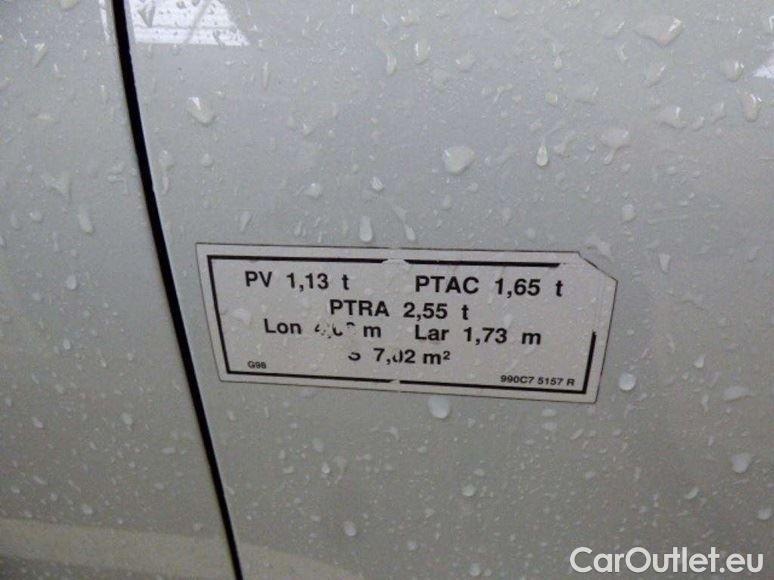 PV 1,13 t PTAC 1,65 t
PTRA 2,55 t
Lon m Lar 1,73 m
S 7,02 m²
G98 990C7 5157 R
CarOutlet.eu